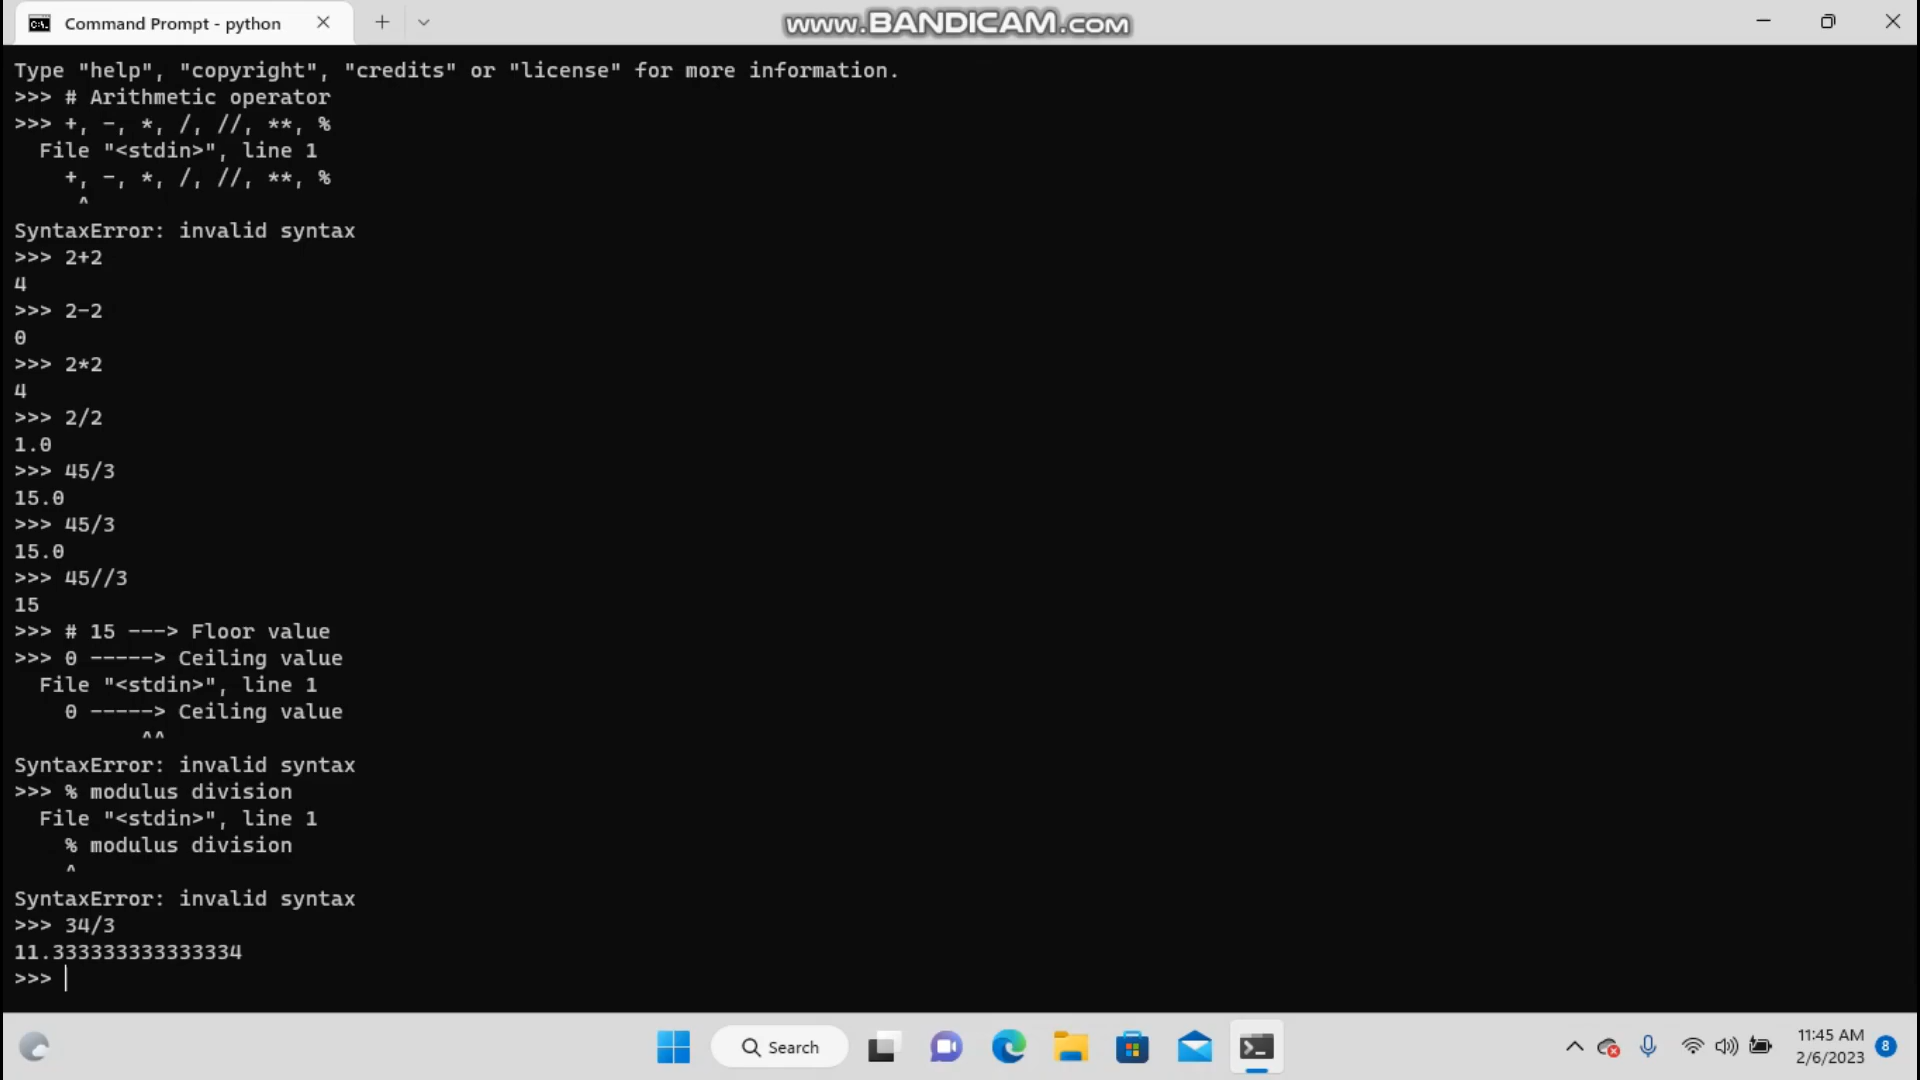 Command Prompt - python
www.BANDICAM.com
Type "help", "copyright", "credits" or "license" for more information.
>>> # Arithmetic operator
>>> +, -, *, /, //, **, %
  File "<stdin>", line 1
    +, -, *, /, //, **, %
     ^
SyntaxError: invalid syntax
>>> 2+2
4
>>> 2-2
0
>>> 2*2
4
>>> 2/2
1.0
>>> 45/3
15.0
>>> 45/3
15.0
>>> 45//3
15
>>> # 15 ---> Floor value
>>> 0 -----> Ceiling value
  File "<stdin>", line 1
    0 -----> Ceiling value
          ^^
SyntaxError: invalid syntax
>>> % modulus division
  File "<stdin>", line 1
    % modulus division
    ^
SyntaxError: invalid syntax
>>> 34/3
11.333333333333334
>>>
Search
11:45 AM
2/6/2023
8